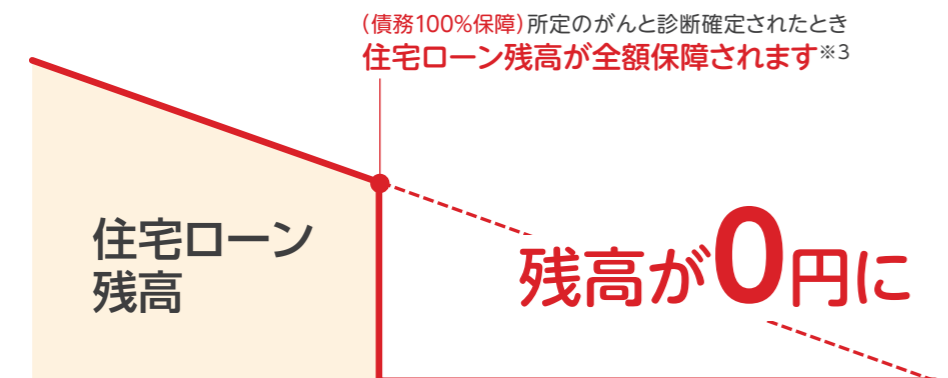 (債務100%保障)所定のがんと診断確定されたとき
住宅ローン残高が全額保障されます※3
住宅ローン
残高
残高が0円に